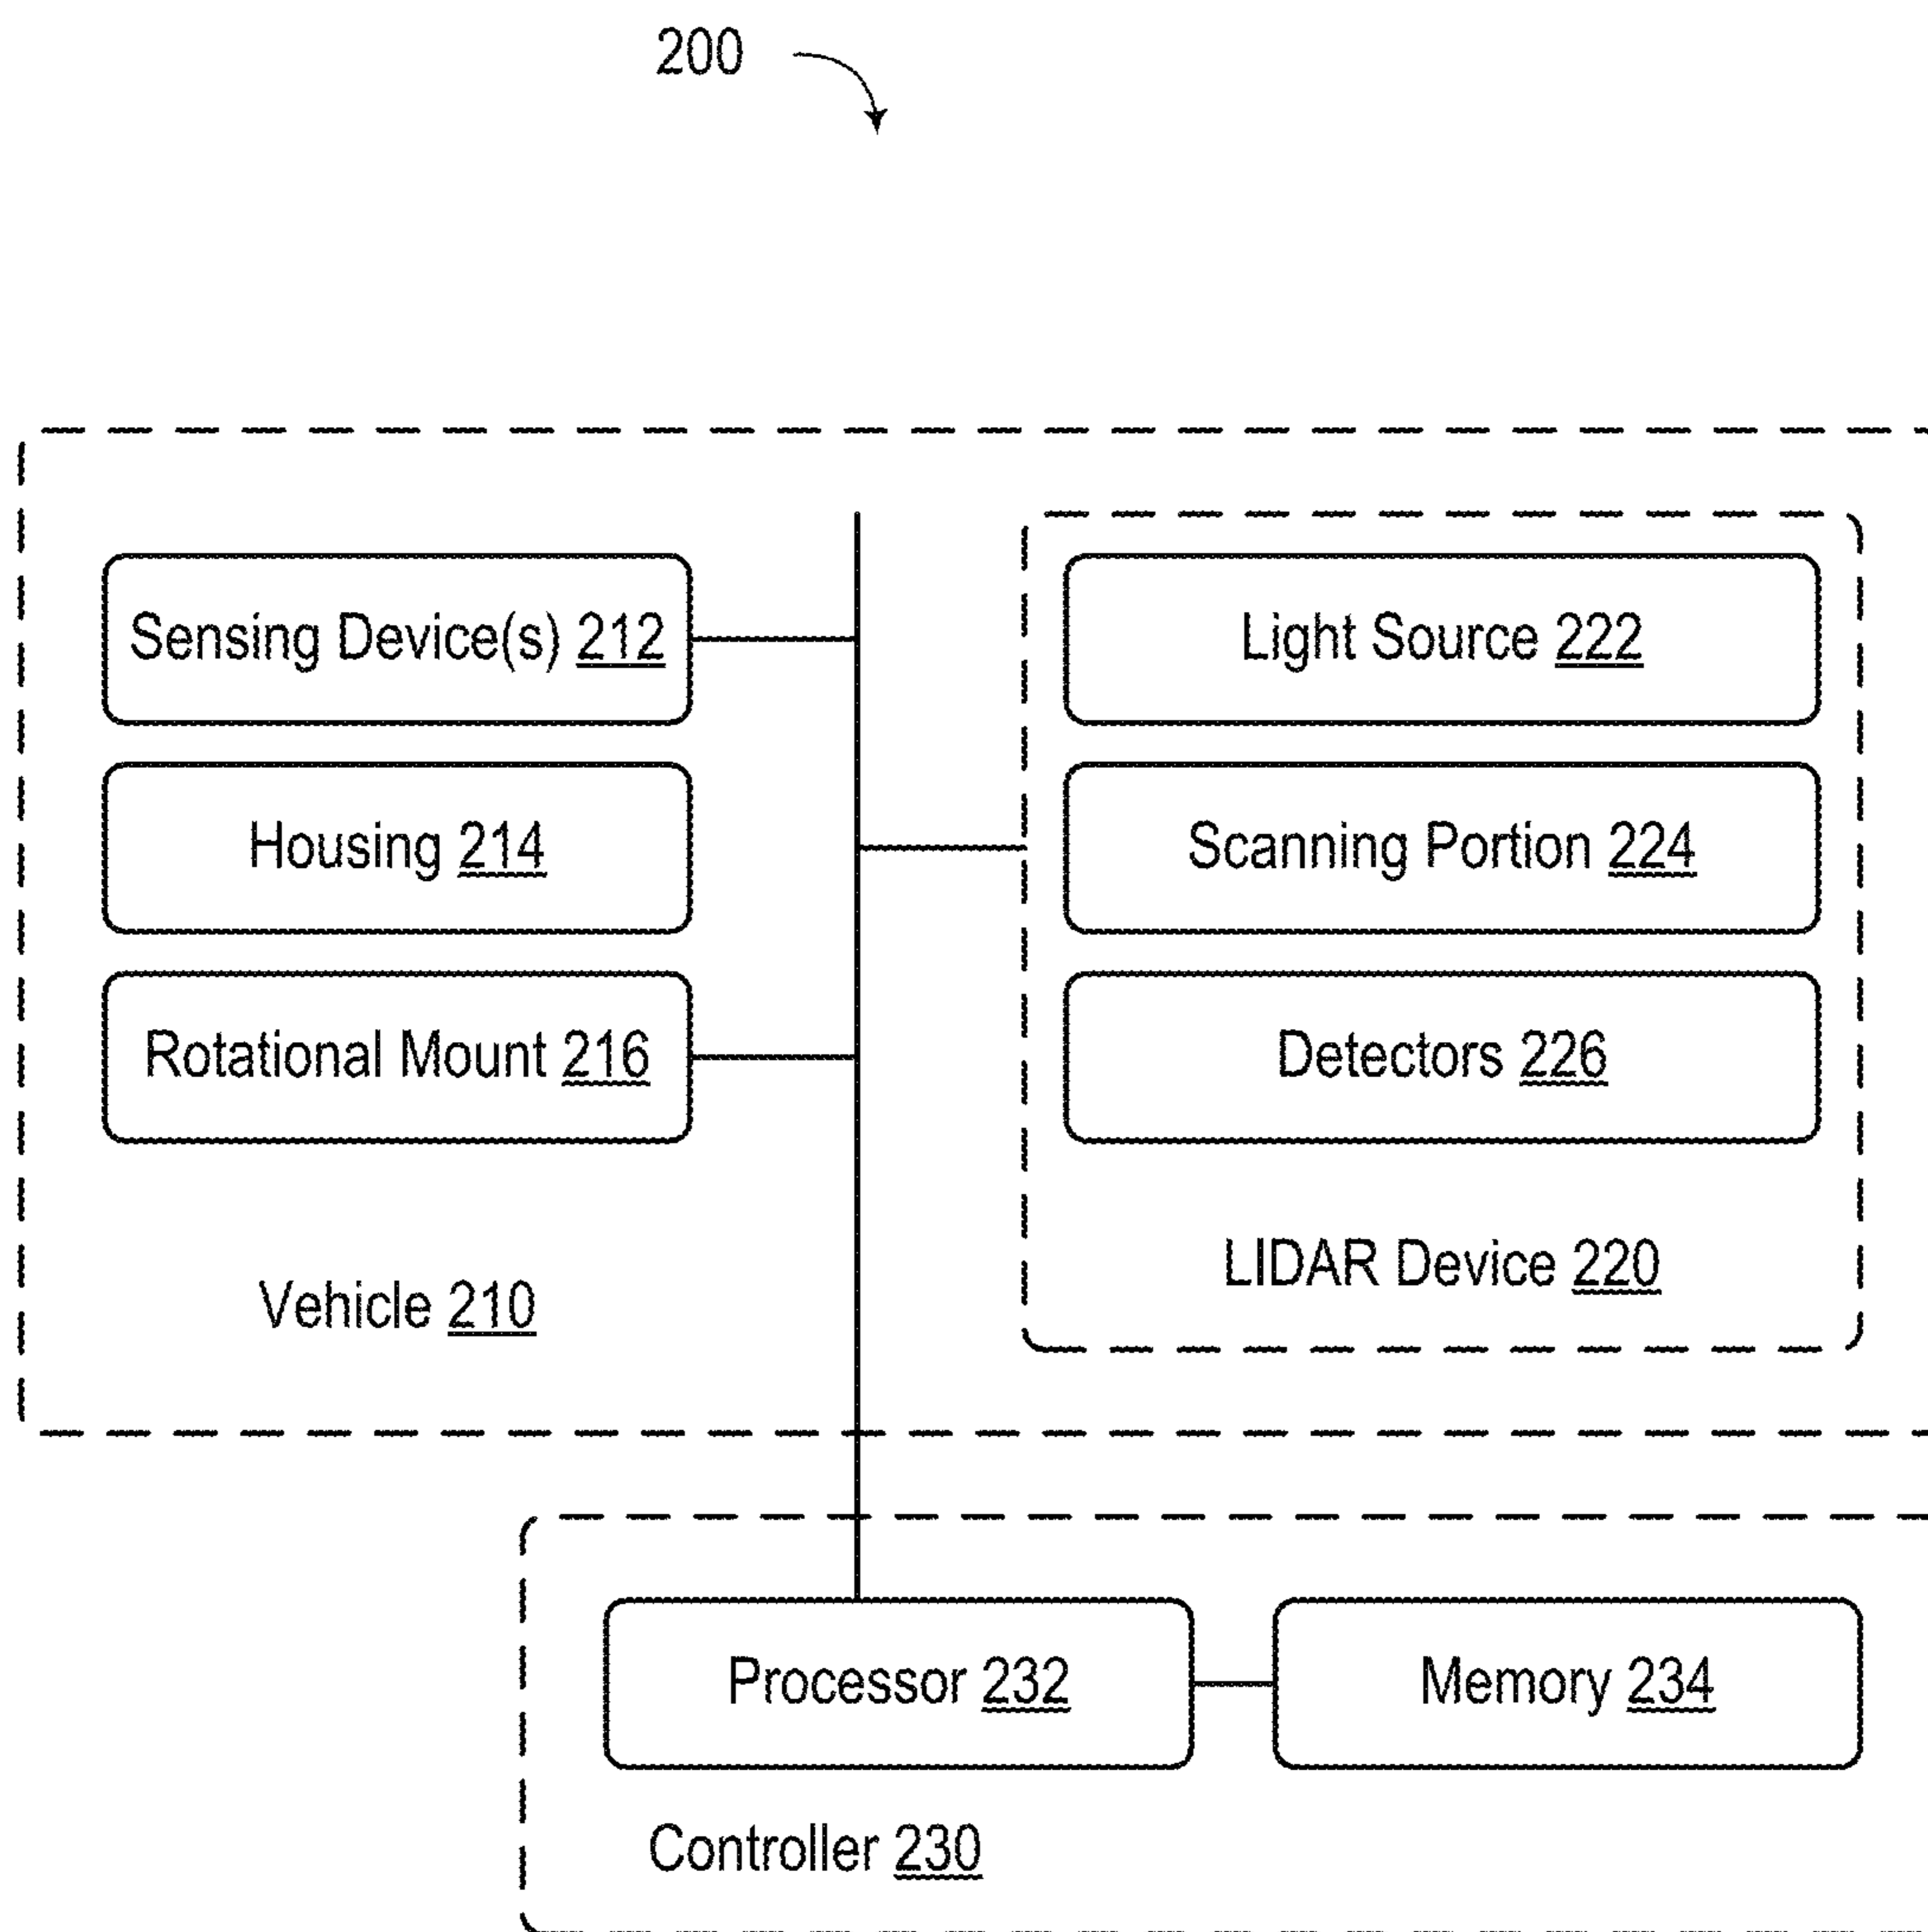 200
Sensing Device(s) 212
Housing 214
Rotational Mount 216
Vehicle 210
Light Source 222
Scanning Portion 224
Detectors 226
LIDAR Device 220
Processor 232
Memory 234
Controller 230